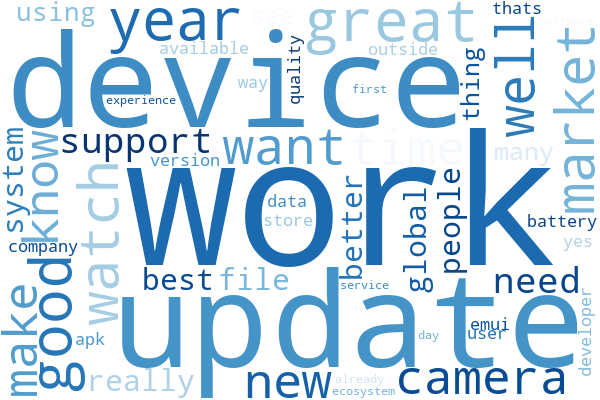 using
year
see
great
thats
software
available
outside
well
device
way
quality
first
thing
market
experience
support
want
time
many
system
know
version
watch
work
data
store
better
global
people
battery
yes
company
good
best
file
service
need
make
update
emui
user
developer
apk
day
really
new
already
ecosystem
camera